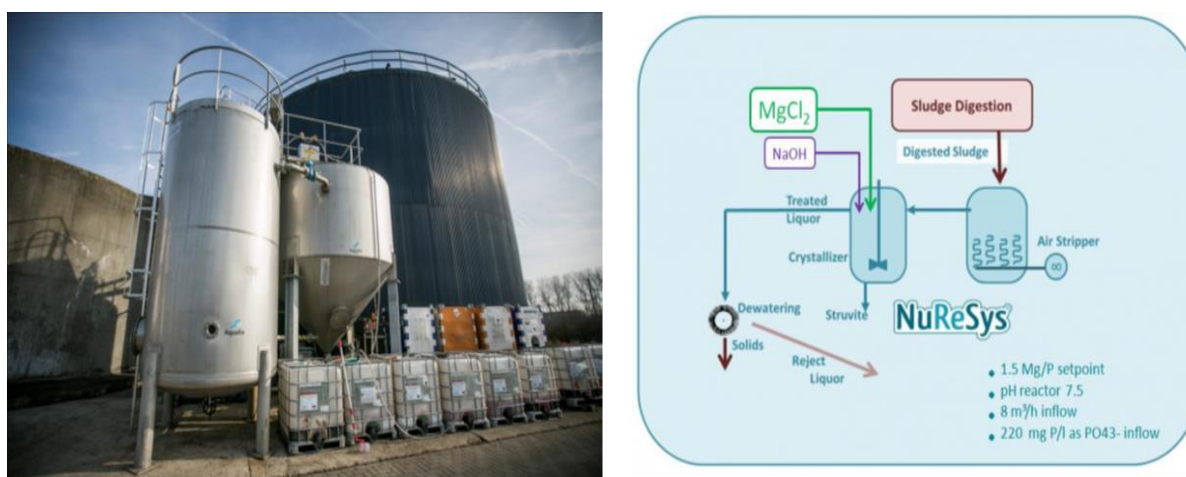 MgCl2
NaOH
Sludge Digestion
Digested Sludge
Treated
Liquor
Crystallizer
Air Stripper
Dewatering
Struvite
Solids
NuReSys
Reject
Liquor
• 1.5 Mg/P setpoint
• pH reactor 7.5
• 8 m³/h inflow
• 220 mg P/l as PO43- inflow